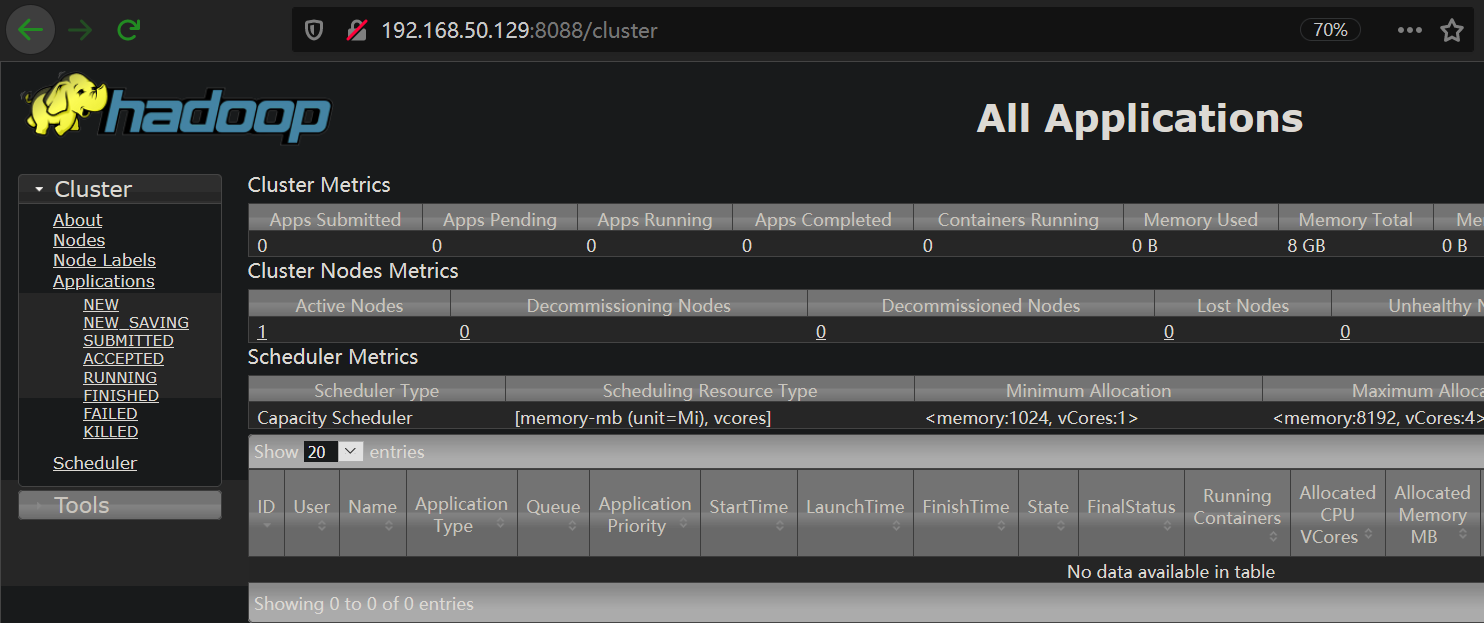 192.168.50.129:8088/cluster 70%
hadoop
All Applications
Cluster
About
Nodes
Node Labels
Applications
NEW
NEW_SAVING
SUBMITTED
ACCEPTED
RUNNING
FINISHED
FAILED
KILLED
Scheduler
Tools
Cluster Metrics
Apps Submitted Apps Pending Apps Running Apps Completed Containers Running Memory Used Memory Total Me
0 0 0 0 0 0 B 8 GB 0 B
Cluster Nodes Metrics
Active Nodes Decommissioning Nodes Decommissioned Nodes Lost Nodes Unhealthy N
1 0 0 0 0
Scheduler Metrics
Scheduler Type Scheduling Resource Type Minimum Allocation Maximum Alloca
Capacity Scheduler [memory-mb (unit=Mi), vcores] <memory:1024, vCores:1> <memory:8192, vCores:4>
Show 20 entries
ID User Name Application Type Queue Application Priority StartTime LaunchTime FinishTime State FinalStatus Running Containers Allocated CPU VCores Allocated Memory MB
No data available in table
Showing 0 to 0 of 0 entries